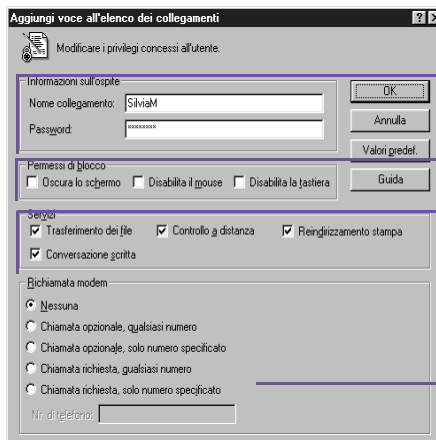 Aggiungi voce all'elenco dei collegamenti
Modificare i privilegi concessi all'utente.
Informazioni sull'ospite
Nome collegamento: SilviaM
Password: ********
OK
Annulla
Valori predef.
Guida
Permessi di blocco
Oscura lo schermo Disabilita il mouse Disabilita la tastiera
Servizi
Trasferimento dei file Controllo a distanza Reindirizzamento stampa
Conversazione scritta
Richiamata modem
Nessuna
Chiamata opzionale, qualsiasi numero
Chiamata opzionale, solo numero specificato
Chiamata richiesta, qualsiasi numero
Chiamata richiesta, solo numero specificato
Nr. di telefono: